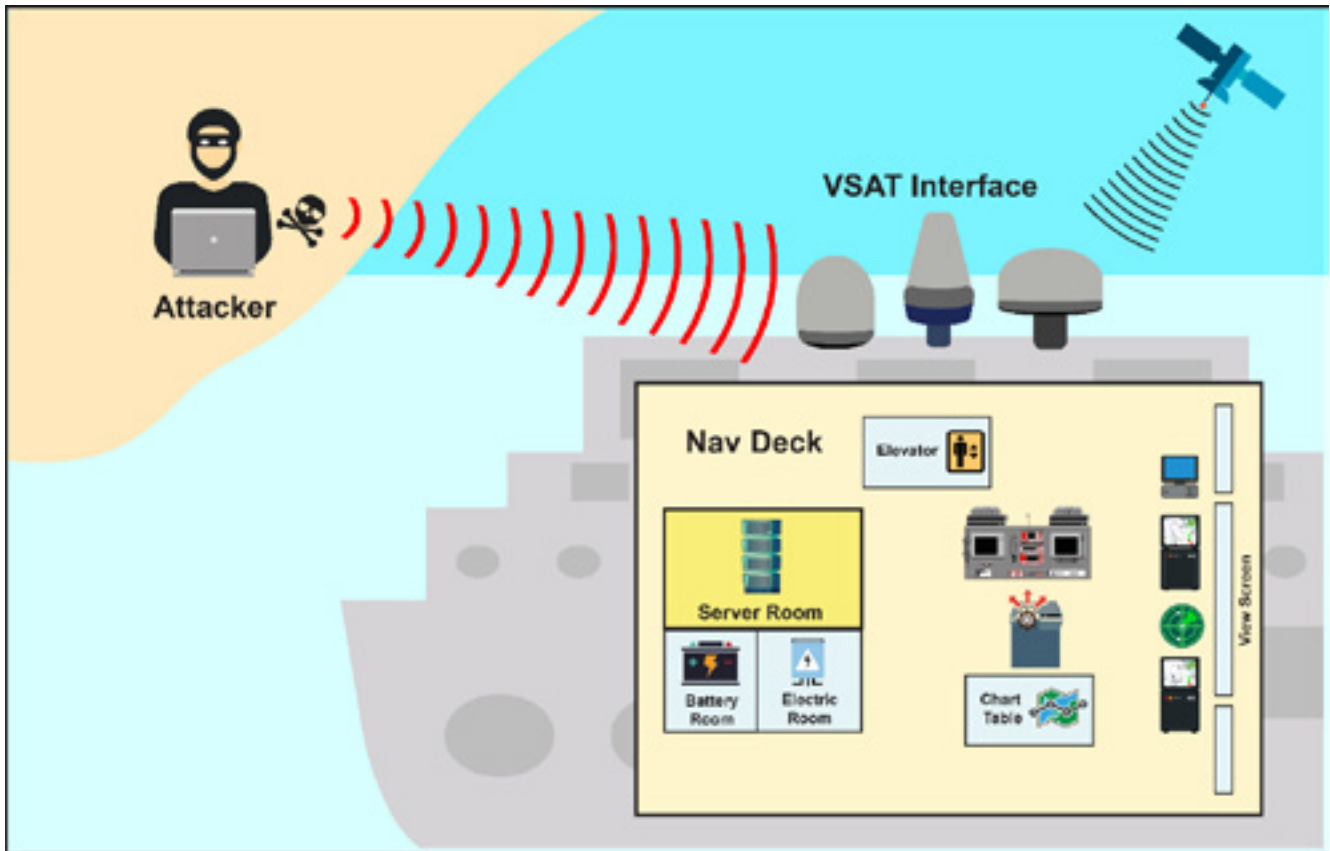 VSAT Interface
Attacker
Nav Deck
Elevator
Server Room
Battery
Room
Electric
Room
Chart
Table
View Screen